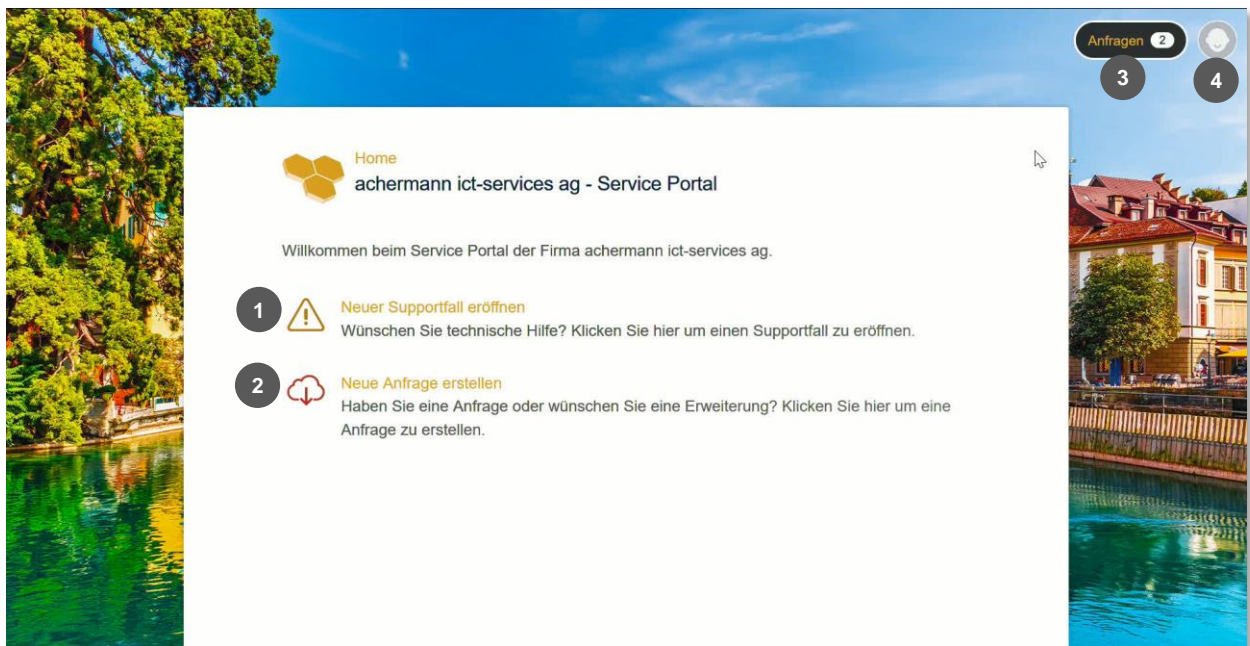 Anfragen 2
3
4
Home
achermann ict-services ag - Service Portal
Willkommen beim Service Portal der Firma achermann ict-services ag.
1
Neuer Supportfall eröffnen
Wünschen Sie technische Hilfe? Klicken Sie hier um einen Supportfall zu eröffnen.
2
Neue Anfrage erstellen
Haben Sie eine Anfrage oder wünschen Sie eine Erweiterung? Klicken Sie hier um eine
Anfrage zu erstellen.